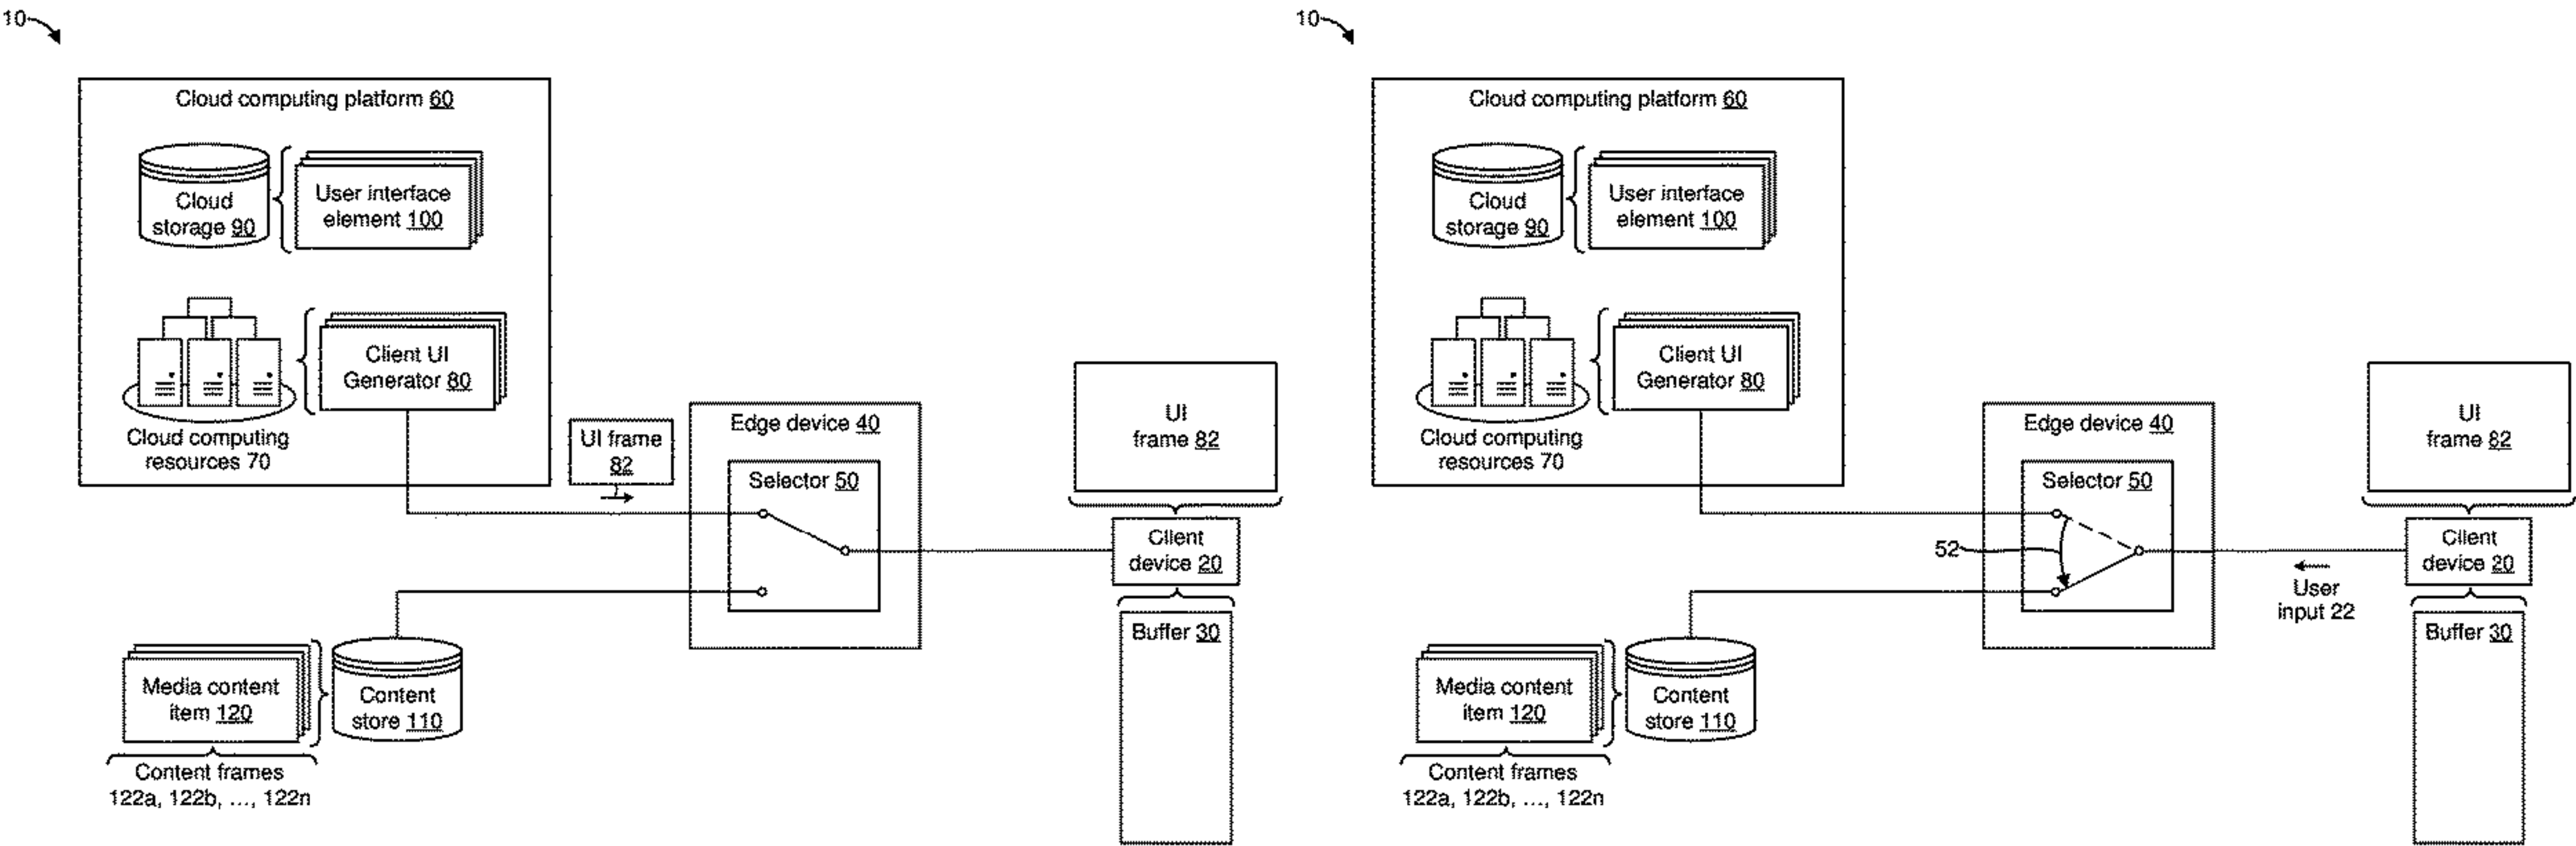 10
Cloud computing platform 60
Cloud
storage 90
User interface
element 100
Client UI
Generator 80
Cloud computing
resources 70
UI frame
82
Edge device 40
Selector 50
UI
frame 82
Client
device 20
Buffer 30
Media content
item 120
Content
store 110
Content frames
122a, 122b, ..., 122n
10
Cloud computing platform 60
Cloud
storage 90
User interface
element 100
Client UI
Generator 80
Cloud computing
resources 70
Edge device 40
Selector 50
52
UI
frame 82
Client
device 20
User
input 22
Buffer 30
Media content
item 120
Content
store 110
Content frames
122a, 122b, ..., 122n